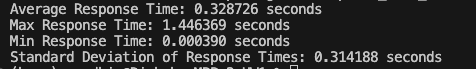 Average Response Time: 0.328726 seconds
Max Response Time: 1.446369 seconds
Min Response Time: 0.000390 seconds
Standard Deviation of Response Times: 0.314188 seconds